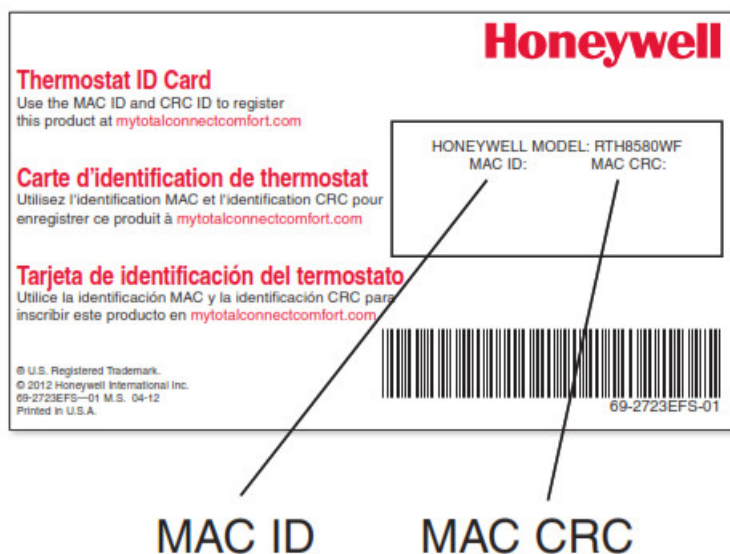 Honeywell
Thermostat ID Card
Use the MAC ID and CRC ID to register
this product at mytotalconnectcomfort.com
HONEYWELL MODEL: RTH8580WF
MAC ID: MAC CRC:
Carte d'identification de thermostat
Utilisez l'identification MAC et l'identification CRC pour
enregistrer ce produit à mytotalconnectcomfort.com
Tarjeta de identificación del termostato
Utilice la identificación MAC y la identificación CRC para
inscribir este producto en mytotalconnectcomfort.com
® U.S. Registered Trademark.
© 2012 Honeywell International Inc.
69-2723EFS—01 M.S. 04-12
Printed in U.S.A.
69-2723EFS-01
MAC ID MAC CRC